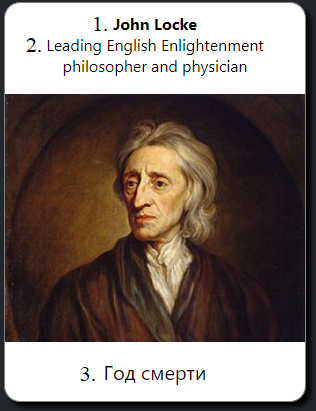 1. John Locke
2. Leading English Enlightenment
philosopher and physician
3. Год смерти